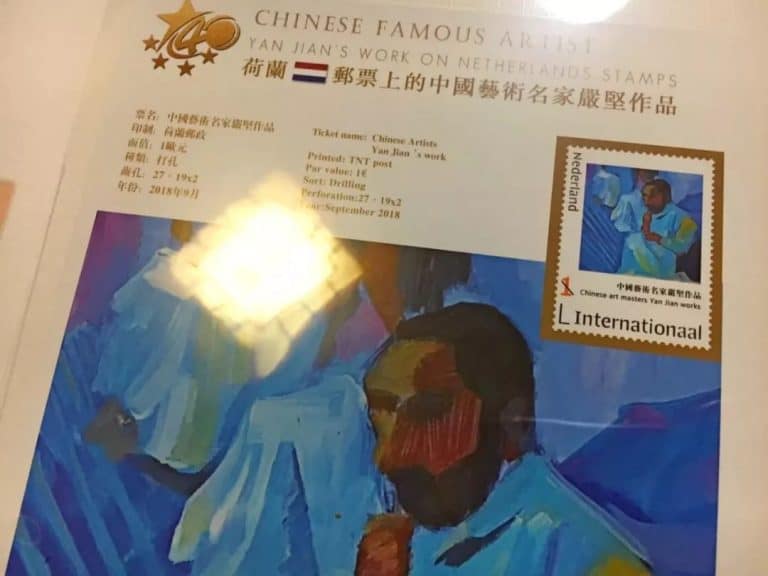 40
CHINESE FAMOUS ARTIST
YAN JIAN'S WORK ON NETHERLANDS STAMPS
荷蘭 郵票上的中國藝術名家嚴堅作品
票名：中國藝術名家嚴堅作品
印制：荷蘭郵政
面值：1歐元
種類：打孔
齒孔：27·19x2
年份：2018年9月
Ticket name: Chinese Artists
Yan Jian 's work
Printed: TNT post
Par value: 1€
Sort: Drilling
Perforation:27·19x2
Year:September 2018
Nederland
中國藝術名家嚴堅作品
Chinese art masters Yan Jian works
1
L Internationaal